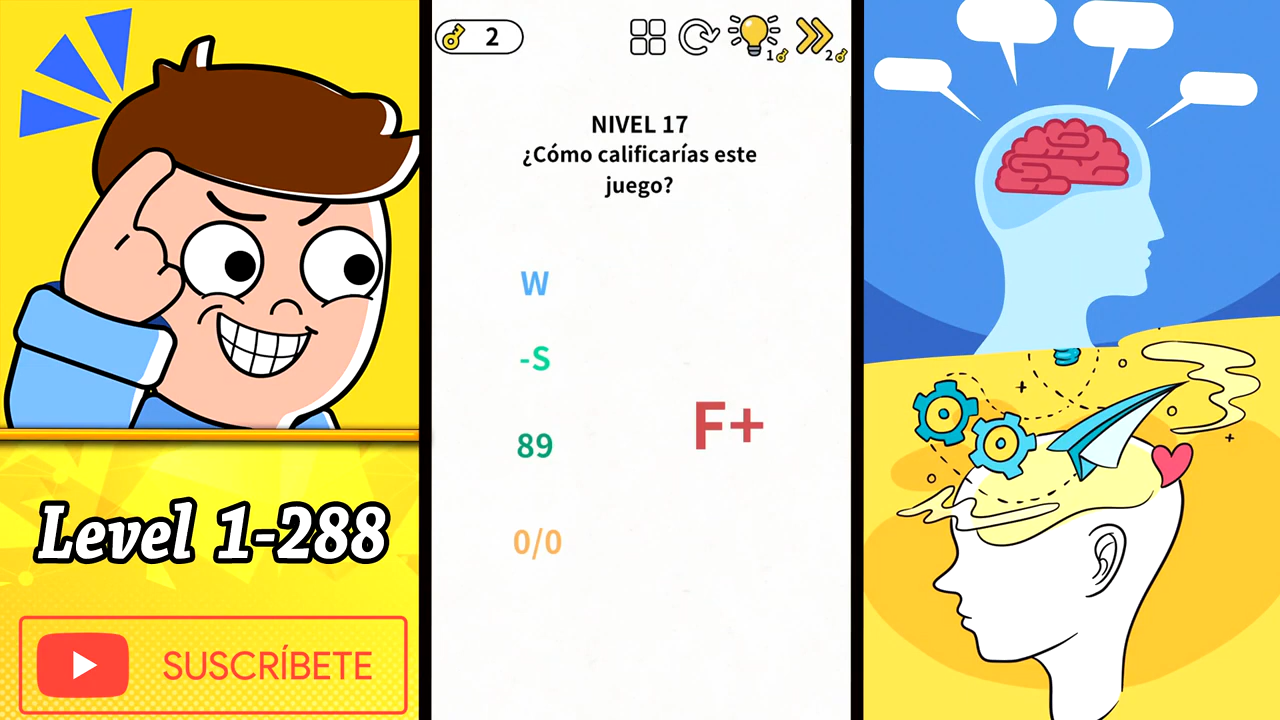 2
1
2
NIVEL 17
¿Cómo calificarías este
juego?
W
-S
89
F+
0/0
Level 1-288
SUSCRÍBETE